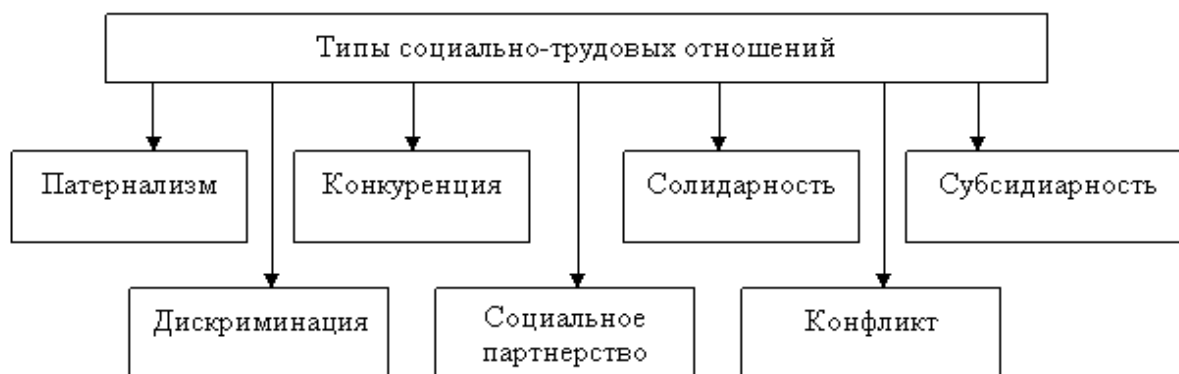 Типы социально-трудовых отношений
Патернализм
Конкуренция
Солидарность
Субсидиарность
Дискриминация
Социальное
партнерство
Конфликт